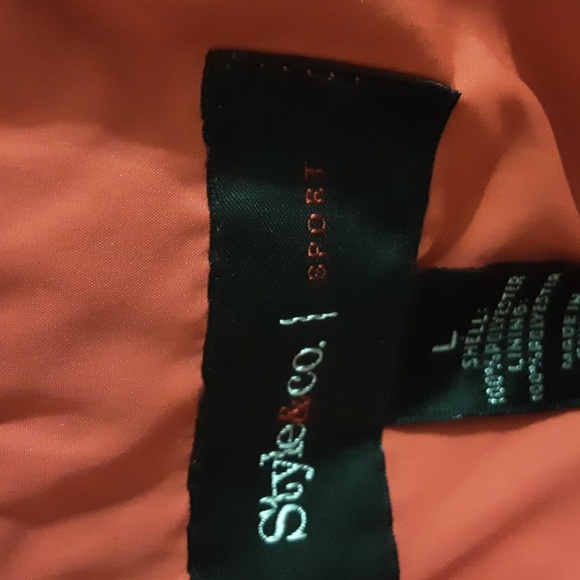 Style&co. | SPORT
L
SHELL:
100%POLYESTER
LINING:
100%POLYESTER
MADE IN